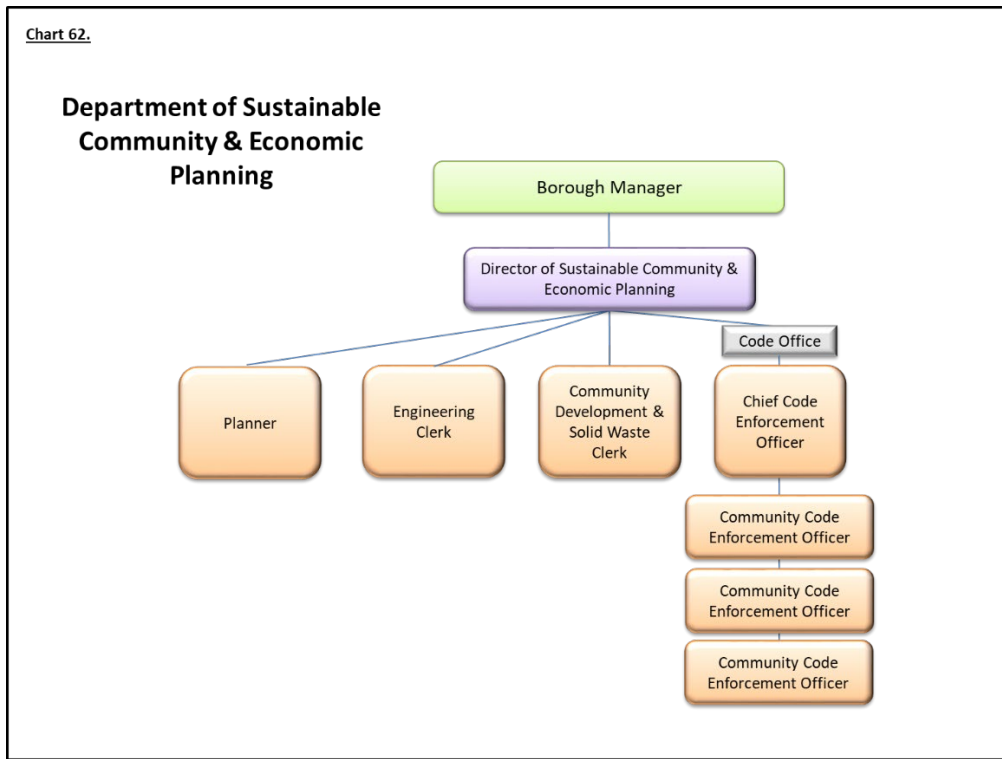 Chart 62.
Department of Sustainable
Community & Economic
Planning
Borough Manager
Director of Sustainable Community &
Economic Planning
Code Office
Planner
Engineering
Clerk
Community
Development &
Solid Waste
Clerk
Chief Code
Enforcement
Officer
Community Code
Enforcement Officer
Community Code
Enforcement Officer
Community Code
Enforcement Officer